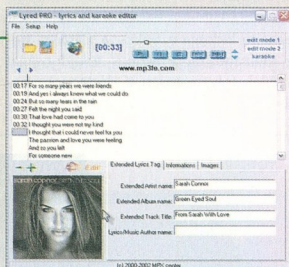 Lyred PRO - lyrics and karaoke editor
File Setup Help
[00:33]
edit mode 1
edit mode 2
karaoke
www.mp3to.com
00:17 For so many years we were friends
00:19 And yes i always knew what we could do
00:24 But so many tears in the rain
00:27 Felt the night you said
00:30 That love had come to you
00:32 I thought you were not my kind
I thought that i could never feel for you
The passion and love you were feeling
And so you left
For someone new
Extended Lyrics Tag Informations Images
sarah connor
Extended Artist name: Sarah Connor
Extended Album name: Green Eyed Soul
Extended Track Title: From Sarah With Love
Lyrics/Music Author name:
(c) 2000-2002 MPV center